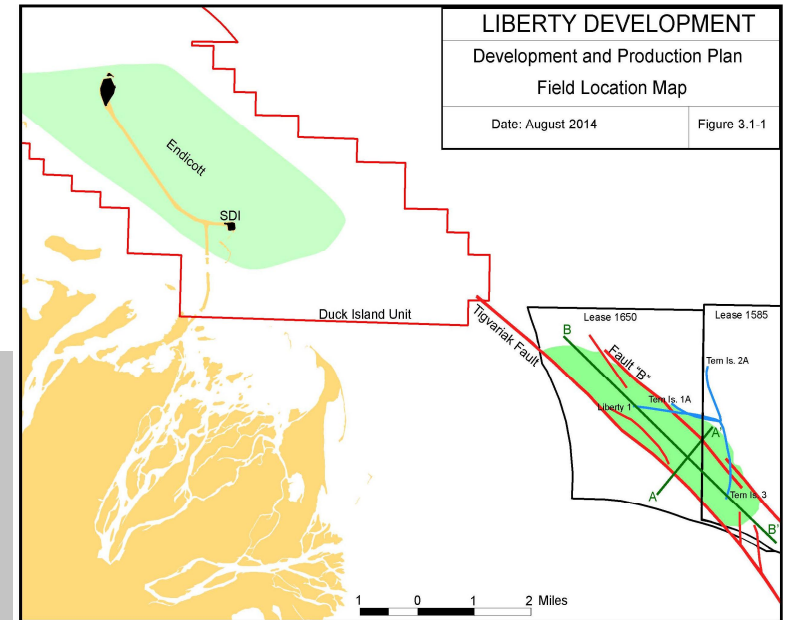 LIBERTY DEVELOPMENT
Development and Production Plan
Field Location Map
Date: August 2014
Figure 3.1-1
Endicott
SDI
Duck Island Unit
Tigvariak Fault
Lease 1650
Lease 1585
B
Fault "B"
Tern Is. 2A
Tern Is. 1A
Liberty 1
A'
A
Tern Is. 3
B'
1 0 1 2 Miles